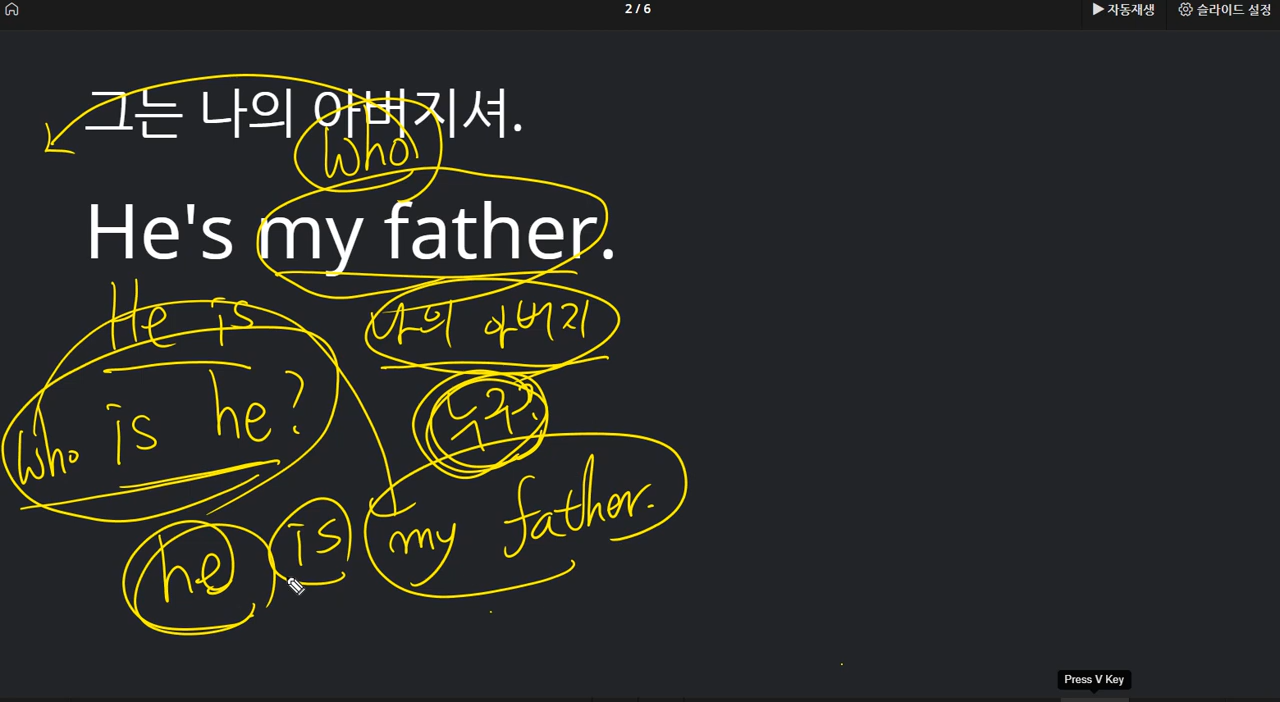 2 / 6
▶ 자동재생
슬라이드 설정
그는 나의 아버지셔.
who
He's my father.
He is
나의 아버지
누구?
who is he?
he is my father.
Press V Key